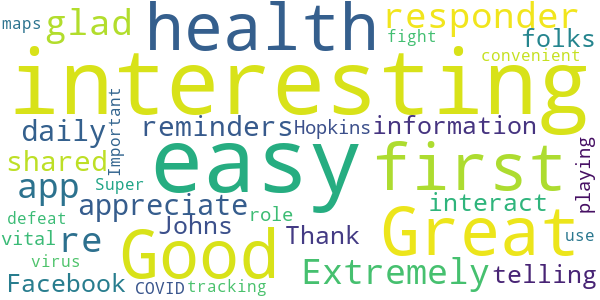 maps glad health responder
fight folks
interesting convenient
daily Important reminders Hopkins information
shared easy first playing
app Super appreciate interact
defeat re Johns role Great use
vital Good Thank
virus Extremely telling
Facebook COVID tracking